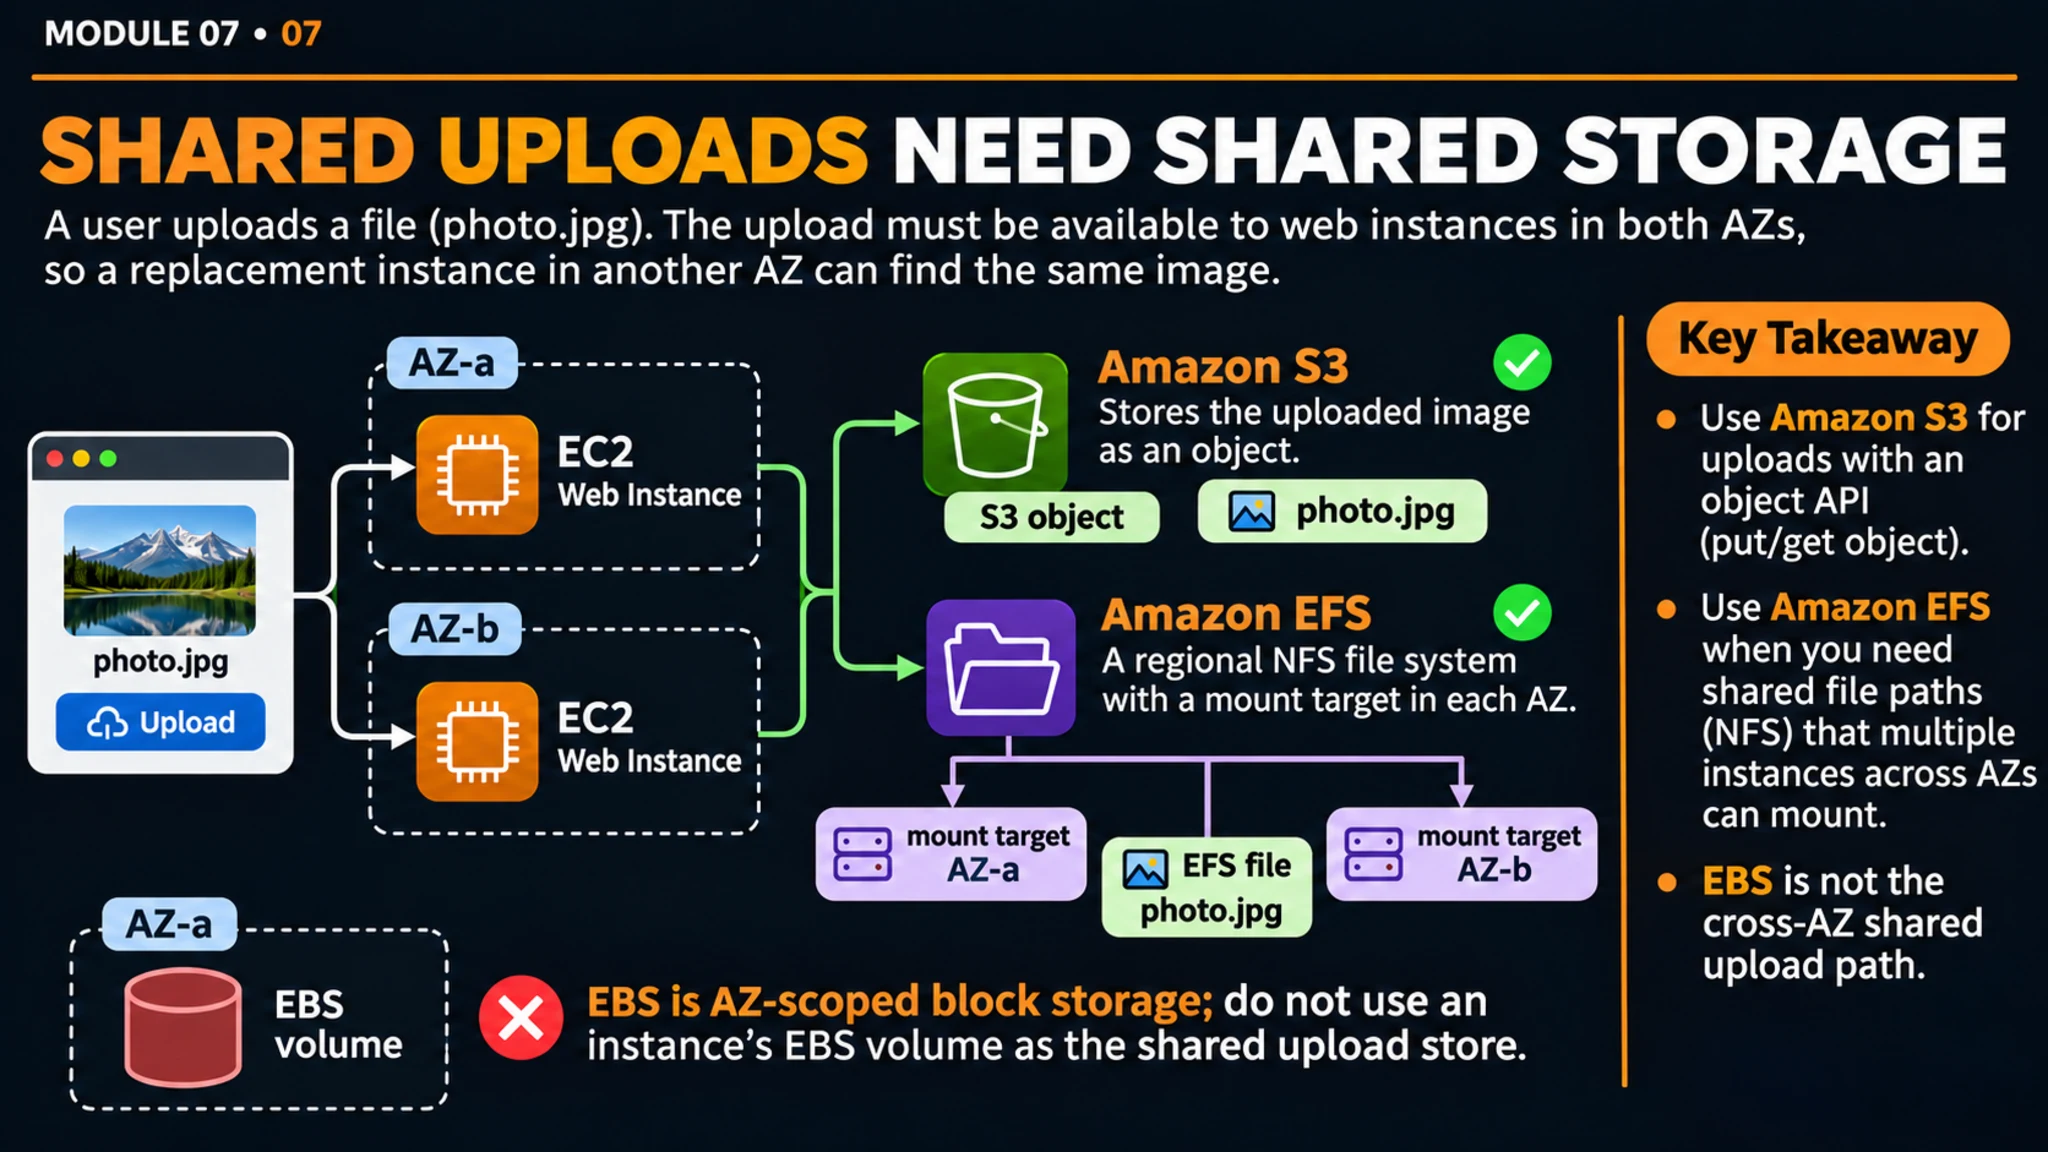 MODULE 07 • 07
SHARED UPLOADS NEED SHARED STORAGE
A user uploads a file (photo.jpg). The upload must be available to web instances in both AZs,
so a replacement instance in another AZ can find the same image.
photo.jpg
Upload
AZ-a
EC2
Web Instance
AZ-b
EC2
Web Instance
Amazon S3
Stores the uploaded image
as an object.
S3 object
photo.jpg
Amazon EFS
A regional NFS file system
with a mount target in each AZ.
mount target
AZ-a
EFS file
photo.jpg
mount target
AZ-b
AZ-a
EBS
volume
EBS is AZ-scoped block storage; do not use an
instance's EBS volume as the shared upload store.
Key Takeaway
• Use Amazon S3 for
uploads with an
object API
(put/get object).
• Use Amazon EFS
when you need
shared file paths
(NFS) that multiple
instances across AZs
can mount.
• EBS is not the
cross-AZ shared
upload path.